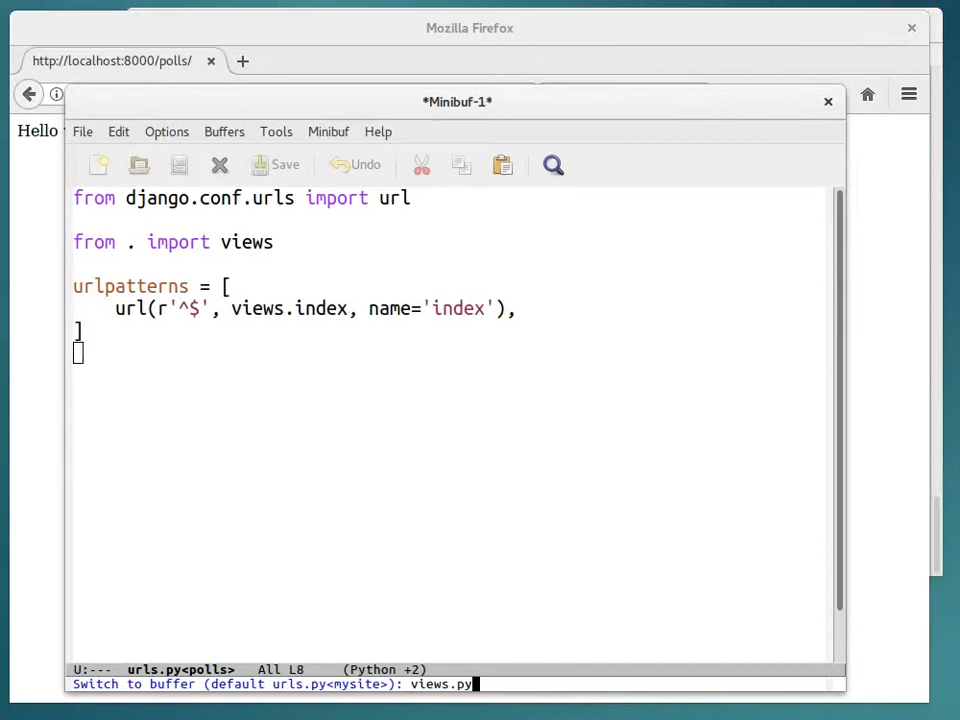 Mozilla Firefox
http://localhost:8000/polls/
Hello
*Minibuf-1*
File Edit Options Buffers Tools Minibuf Help
Save Undo
from django.conf.urls import url
from . import views
urlpatterns = [
url(r'^$', views.index, name='index'),
]
U:--- urls.py<polls> All L8 (Python +2)
Switch to buffer (default urls.py<mysite>): views.py